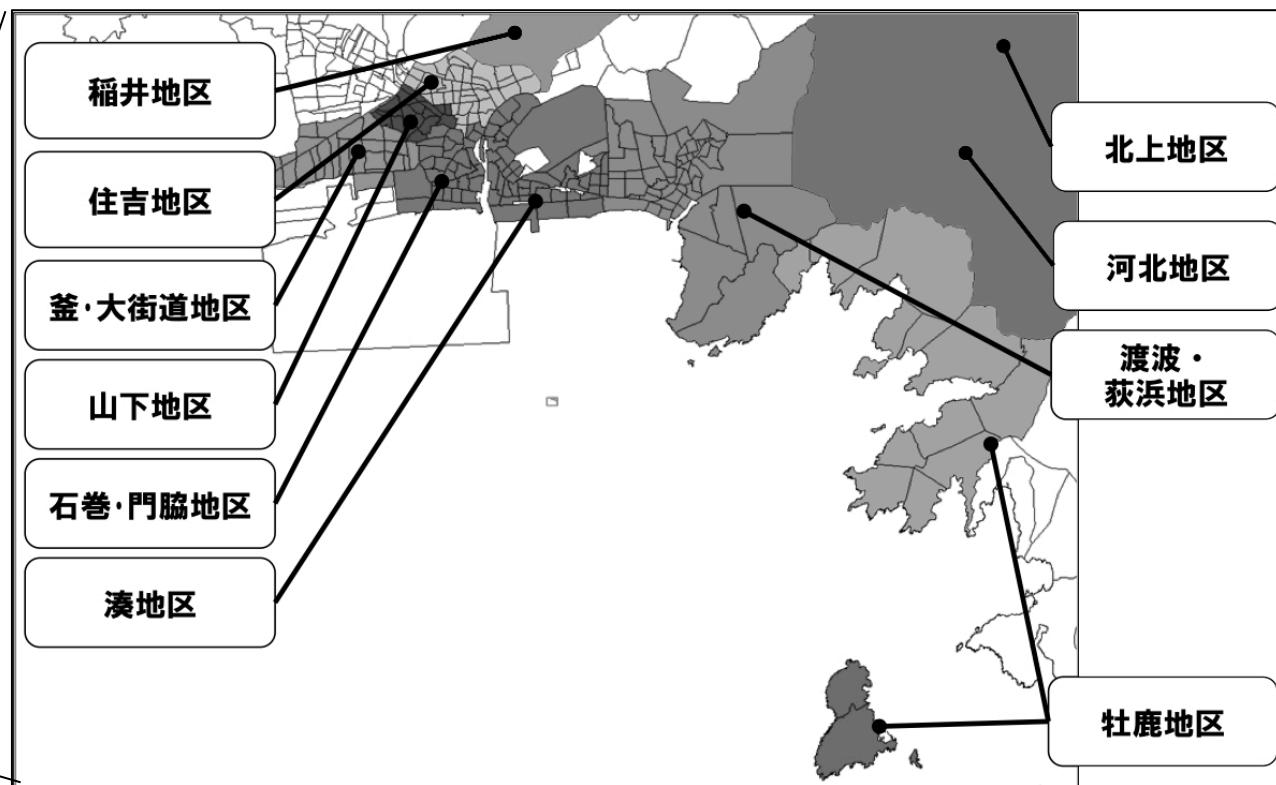 稲井地区
住吉地区
釜・大街道地区
山下地区
石巻・門脇地区
湊地区
北上地区
河北地区
渡波・
荻浜地区
牡鹿地区